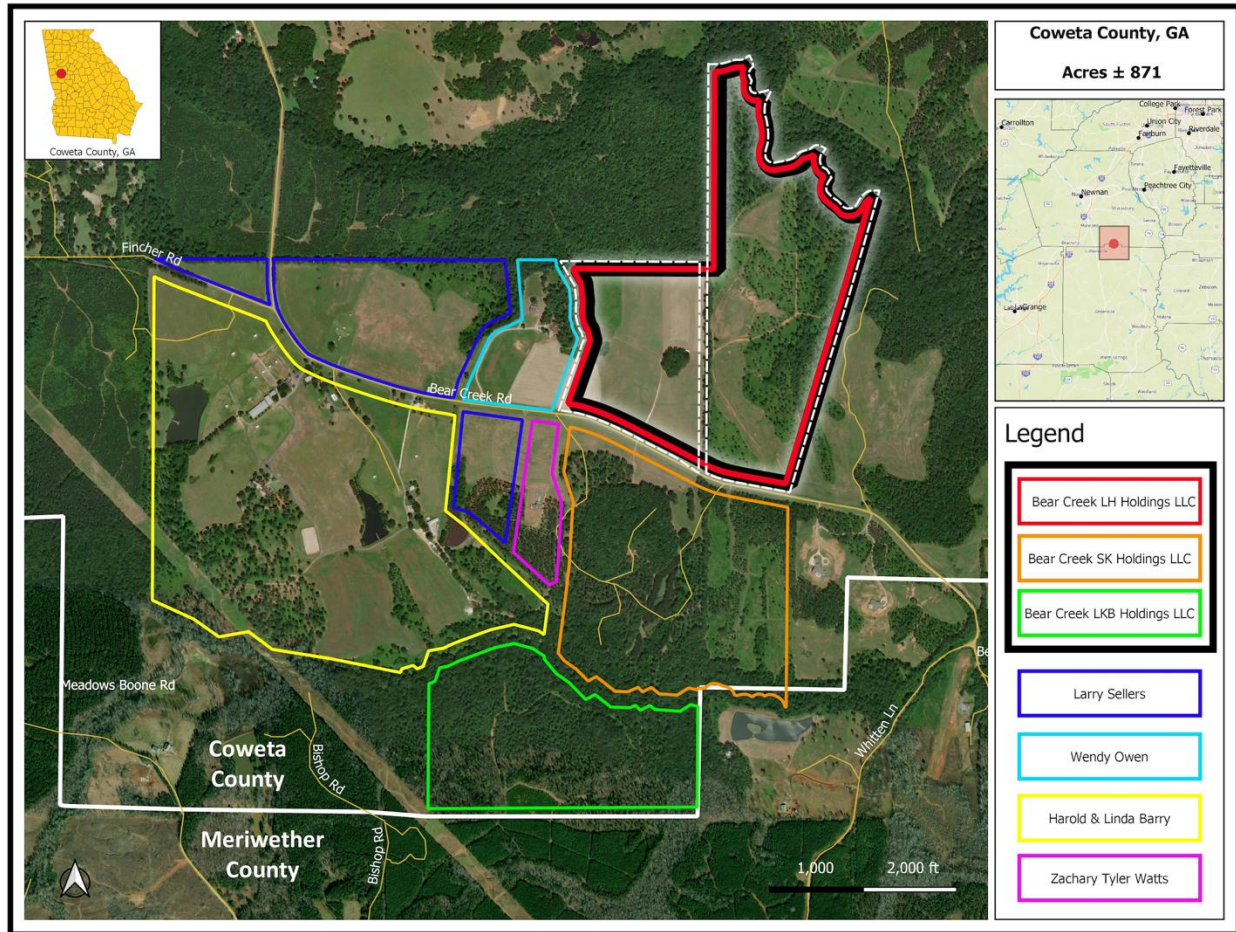 Coweta County, GA
Coweta County, GA
Acres ± 871
Fincher Rd
Bear Creek Rd
Meadows Boone Rd
Coweta
County
Bishop Rd
Whitten Ln
Be
Meriwether
County
Bishop Rd
1,000
2,000 ft
College Park
Forest Park
Carrollton
Union City
Riverdale
Fairburn
Fayetteville
Peachtree City
Newnan
LaGrange
Legend
Bear Creek LH Holdings LLC
Bear Creek SK Holdings LLC
Bear Creek LKB Holdings LLC
Larry Sellers
Wendy Owen
Harold & Linda Barry
Zachary Tyler Watts